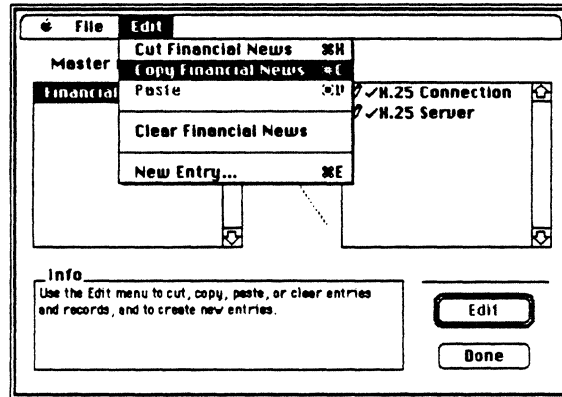 File Edit
Cut Financial News ⌘X
Copy Financial News ⌘C
Paste ⌘V
Clear Financial News
New Entry... ⌘E
Master
Financial
✓X.25 Connection
✓X.25 Server
Info
Use the Edit menu to cut, copy, paste, or clear entries
and records, and to create new entries.
Edit
Done